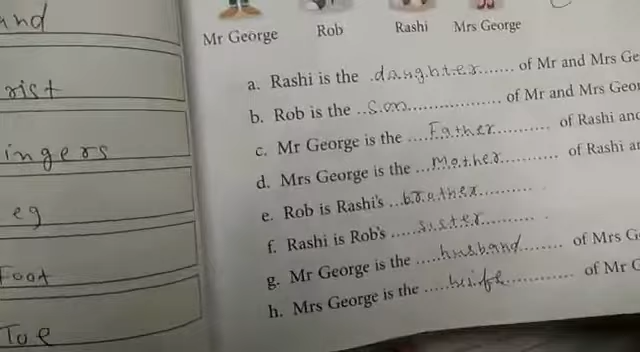 and
rist
ingers
eg
Foot
Toe
Mr George Rob Rashi Mrs George
a. Rashi is the .daughter....... of Mr and Mrs Ge
b. Rob is the ..Son.................. of Mr and Mrs Geor
c. Mr George is the ....Father........... of Rashi and
d. Mrs George is the ....Mother............ of Rashi an
e. Rob is Rashi's ...brother............
f. Rashi is Rob's ......sister............
g. Mr George is the .....husband........ of Mrs G
h. Mrs George is the ..... of Mr G